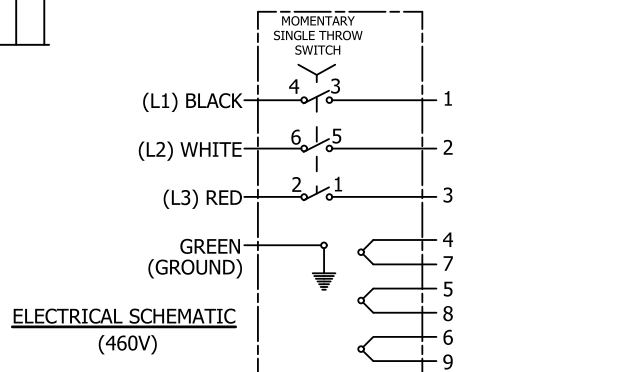 MOMENTARY
SINGLE THROW
SWITCH
(L1) BLACK 4 3 1
(L2) WHITE 6 5 2
(L3) RED 2 1 3
GREEN
(GROUND)
4
7
5
8
6
9
ELECTRICAL SCHEMATIC
(460V)